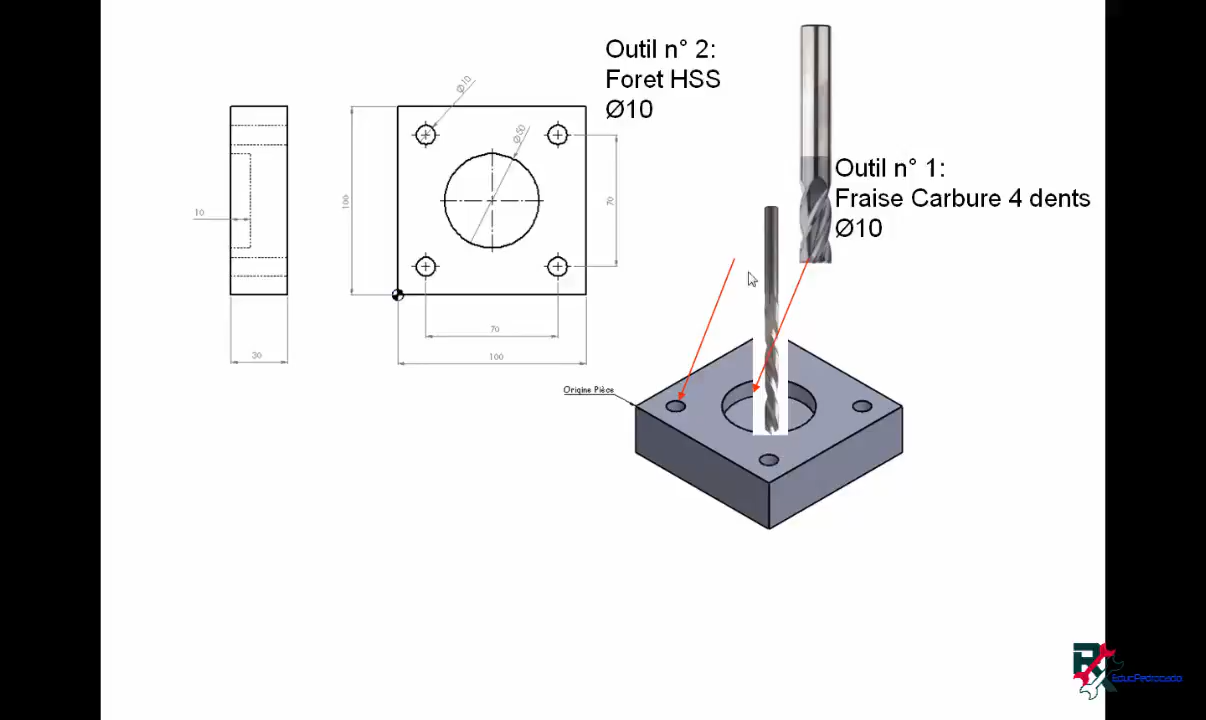 Outil n° 2:
Foret HSS
Ø10
Outil n° 1:
Fraise Carbure 4 dents
Ø10
Ø10
Ø50
100
70
10
70
30
100
Origine Pièce